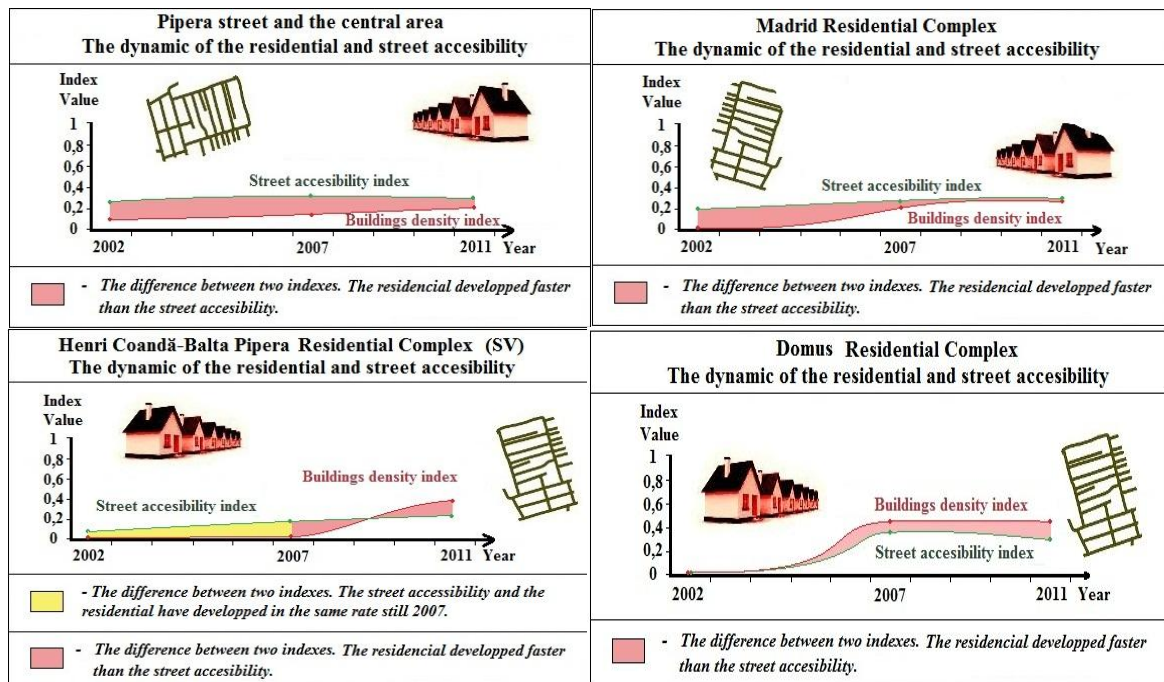 Pipera street and the central area
The dynamic of the residential and street accesibility
Index
Value
1
0,8
0,6
0,4
0,2
0
Street accesibility index
Buildings density index
2002
2007
2011
Year
- The difference between two indexes. The residencial developped faster
than the street accesibility.
Madrid Residential Complex
The dynamic of the residential and street accesibility
Index
Value
1
0,8
0,6
0,4
0,2
0
Street accesibility index
Buildings density index
2002
2007
2011
Year
- The difference between two indexes. The residencial developped faster
than the street accesibility.
Henri Coandă-Balta Pipera Residential Complex (SV)
The dynamic of the residential and street accesibility
Index
Value
1
0,8
0,6
0,4
0,2
0
Buildings density index
Street accesibility index
2002
2007
2011
Year
- The difference between two indexes. The street accesibility and the
residential have developped in the same rate still 2007.
- The difference between two indexes. The residencial developped faster
than the street accesibility.
Domus Residential Complex
The dynamic of the residential and street accesibility
Index
Value
1
0,8
0,6
0,4
0,2
0
Buildings density index
Street accesibility index
2002
2007
2011
Year
- The difference between two indexes. The residencial developped faster
than the street accesibility.